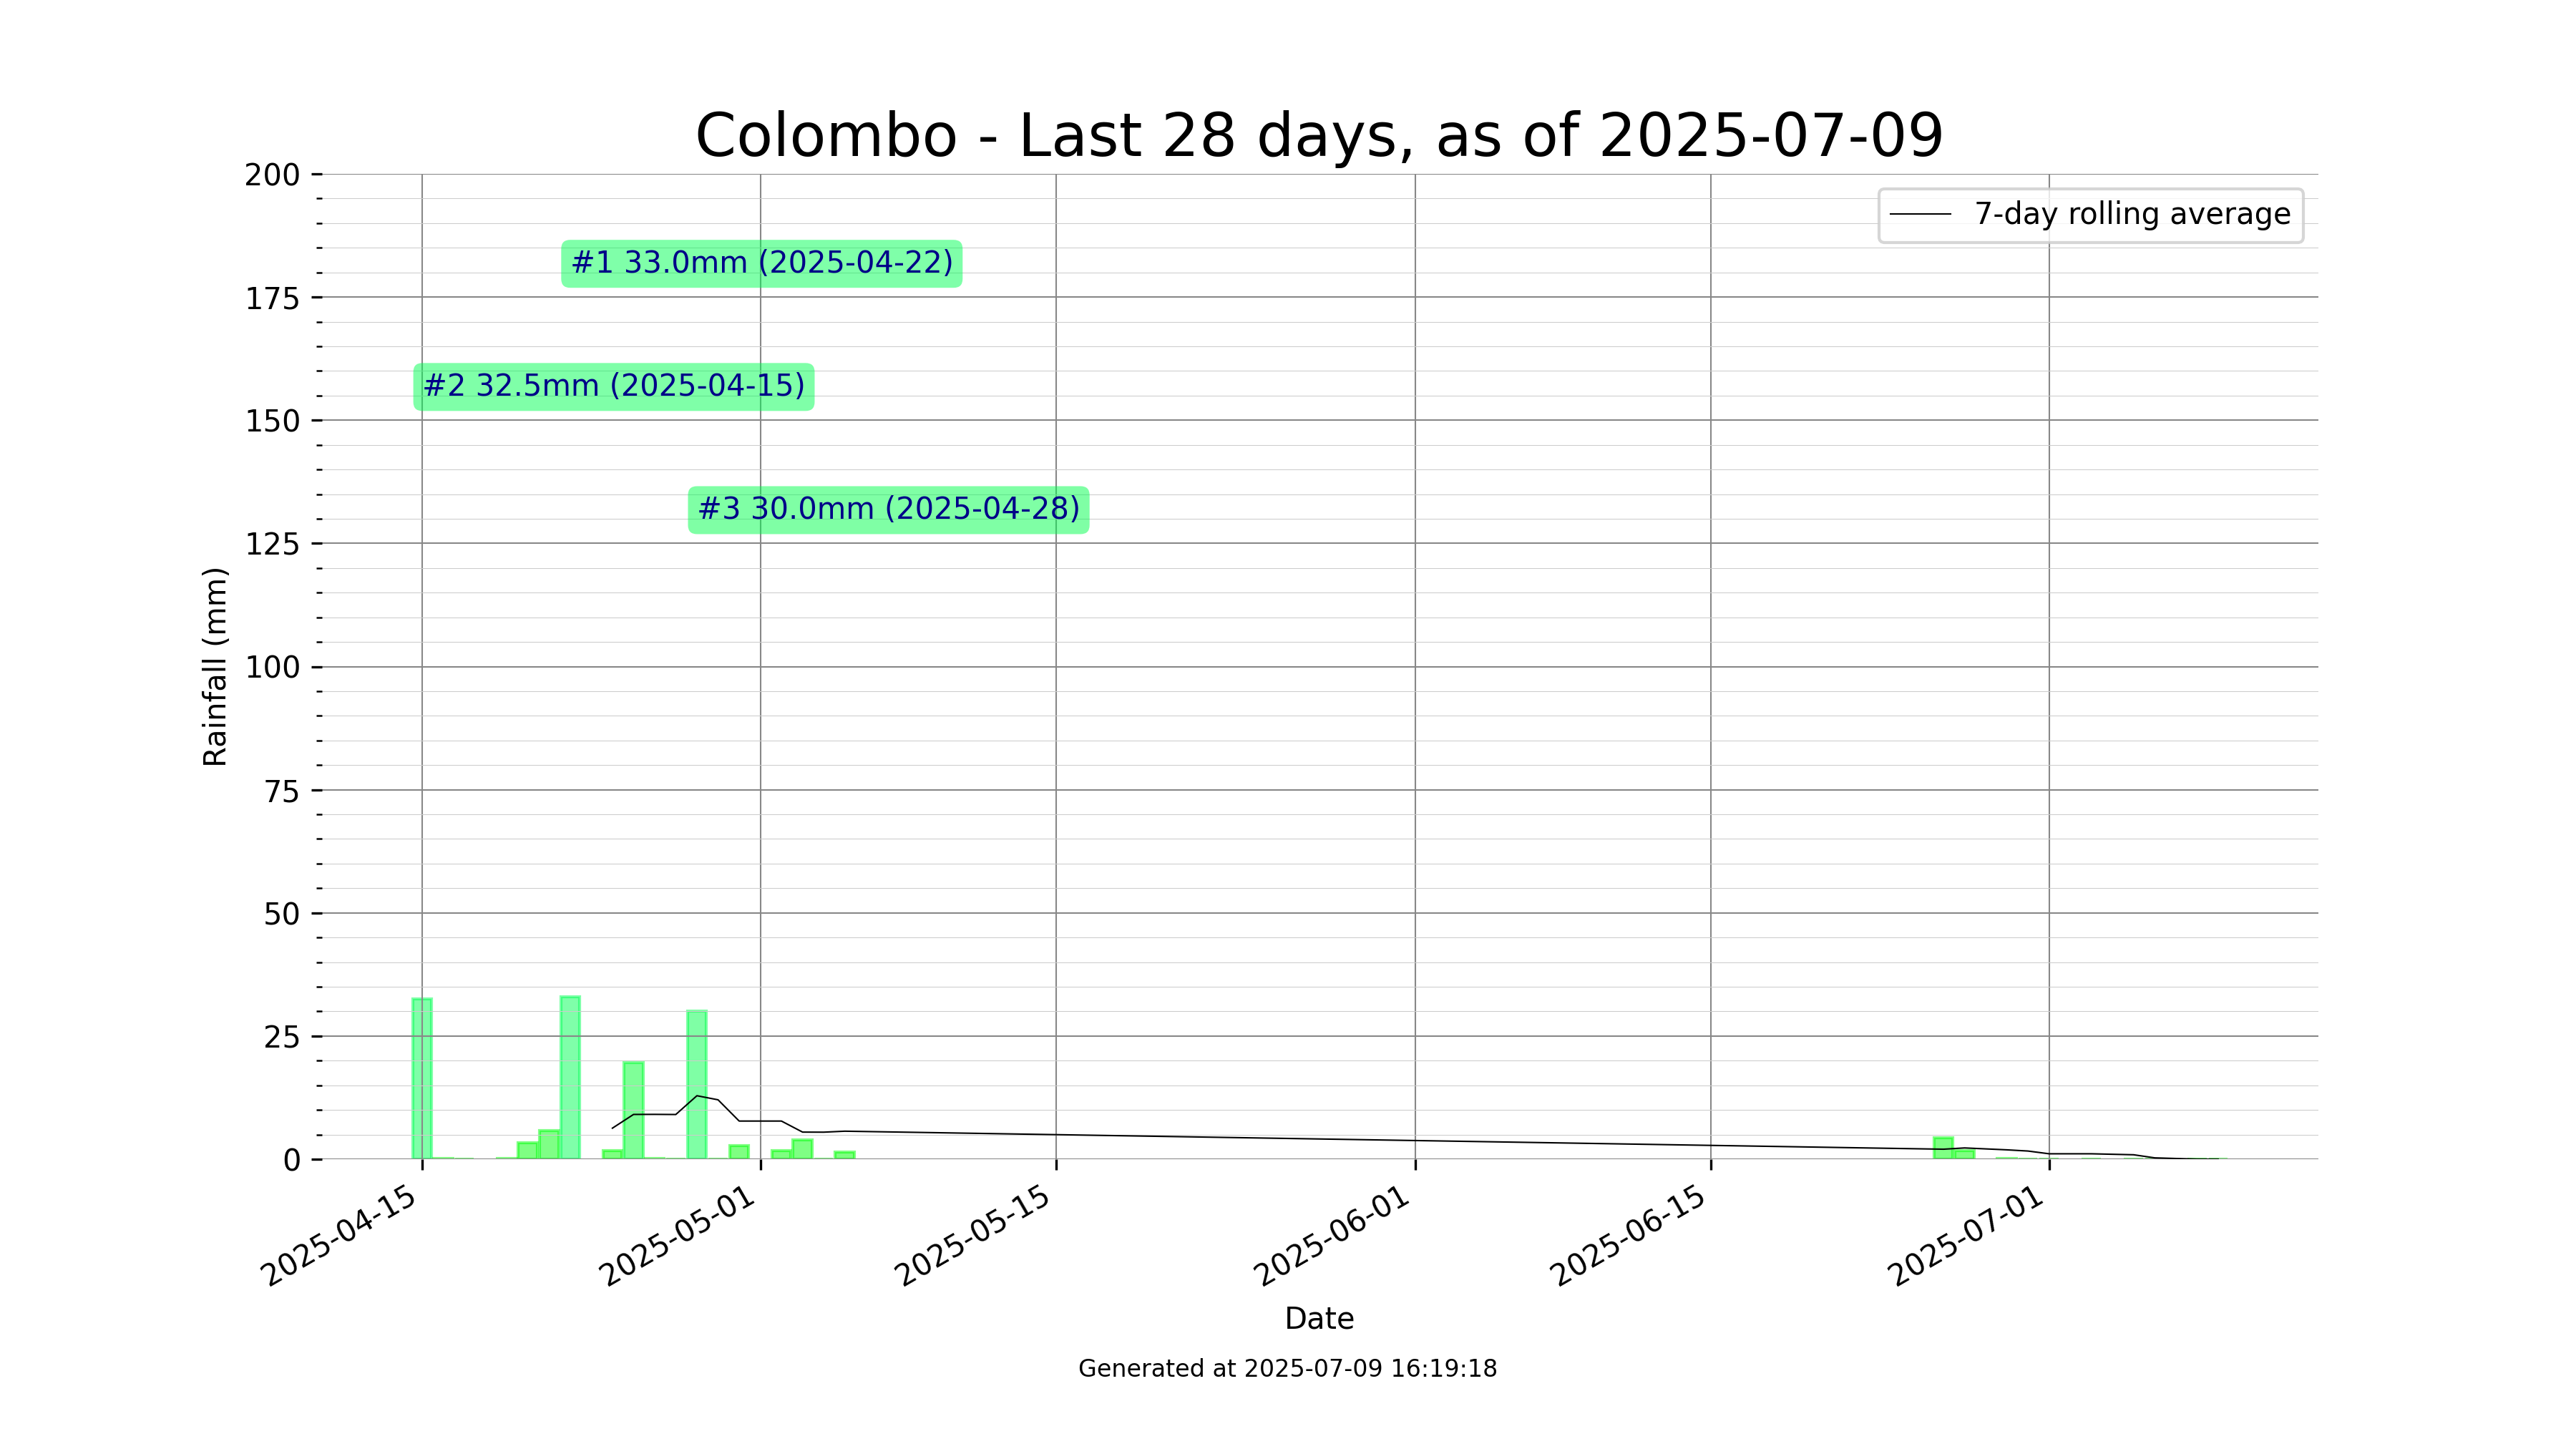 Colombo - Last 28 days, as of 2025-07-09
200
175
150
125
100
75
50
25
0
Rainfall (mm)
7-day rolling average
#1 33.0mm (2025-04-22)
#2 32.5mm (2025-04-15)
#3 30.0mm (2025-04-28)
2025-04-15
2025-05-01
2025-05-15
2025-06-01
2025-06-15
2025-07-01
Date
Generated at 2025-07-09 16:19:18